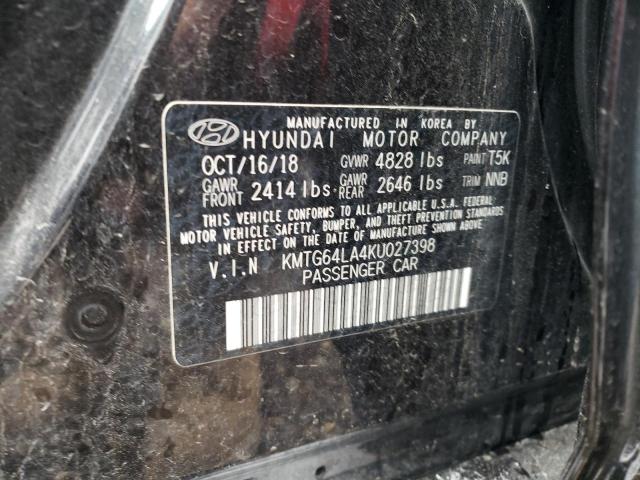 MANUFACTURED IN KOREA BY
HYUNDAI MOTOR COMPANY
OCT/16/18 GVWR 4828 lbs PAINT T5K
GAWR FRONT 2414 lbs GAWR REAR 2646 lbs TRIM NNB
THIS VEHICLE CONFORMS TO ALL APPLICABLE U.S.A. FEDERAL
MOTOR VEHICLE SAFETY, BUMPER, AND THEFT PREVENTION STANDARDS
IN EFFECT ON THE DATE OF MANUFACTURE SHOWN ABOVE
V.I.N KMTG64LA4KU027398
PASSENGER CAR